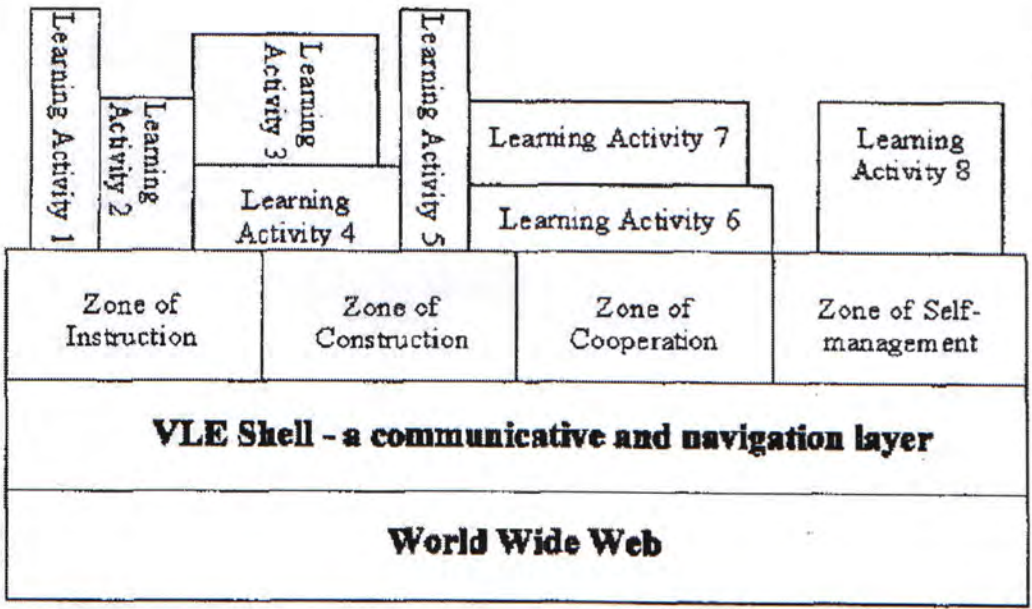 Learning Activity 1
Learning
Activity 2
Learning
Activity 3
Learning
Activity 4
Learning Activity 5
Learning Activity 7
Learning Activity 6
Learning
Activity 8
Zone of
Instruction
Zone of
Construction
Zone of
Cooperation
Zone of Self-
management
VLE Shell - a communicative and navigation layer
World Wide Web